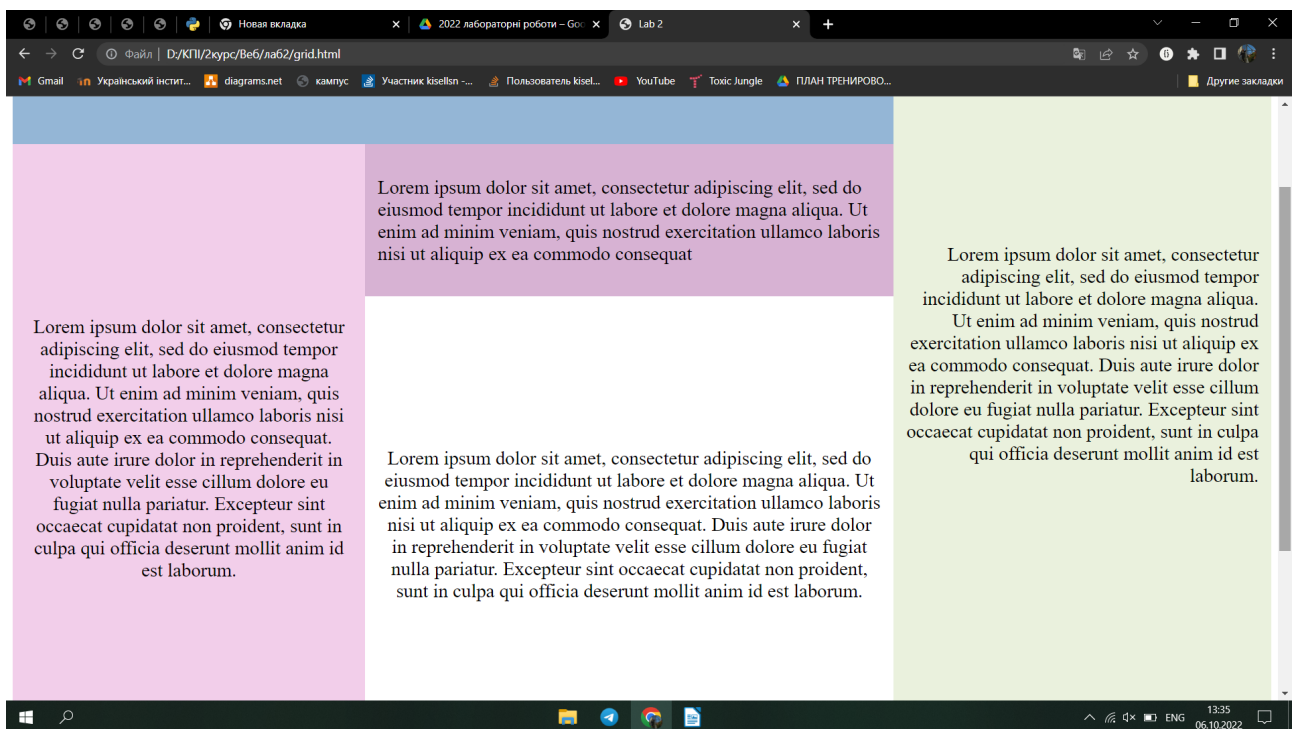 Новая вкладка
2022 лабораторні роботи – Goo
Lab 2
Файл | D:/КПІ/2курс/Веб/лаб2/grid.html
Gmail
Український інстит...
diagrams.net
кампус
Участник kisellsn -...
Пользователь kisel...
YouTube
Toxic Jungle
ПЛАН ТРЕНИРОВО...
Другие закладки
Lorem ipsum dolor sit amet, consectetur
adipiscing elit, sed do eiusmod tempor
incididunt ut labore et dolore magna
aliqua. Ut enim ad minim veniam, quis
nostrud exercitation ullamco laboris nisi
ut aliquip ex ea commodo consequat.
Duis aute irure dolor in reprehenderit in
voluptate velit esse cillum dolore eu
fugiat nulla pariatur. Excepteur sint
occaecat cupidatat non proident, sunt in
culpa qui officia deserunt mollit anim id
est laborum.
Lorem ipsum dolor sit amet, consectetur adipiscing elit, sed do
eiusmod tempor incididunt ut labore et dolore magna aliqua. Ut
enim ad minim veniam, quis nostrud exercitation ullamco laboris
nisi ut aliquip ex ea commodo consequat
Lorem ipsum dolor sit amet, consectetur adipiscing elit, sed do
eiusmod tempor incididunt ut labore et dolore magna aliqua. Ut
enim ad minim veniam, quis nostrud exercitation ullamco laboris
nisi ut aliquip ex ea commodo consequat. Duis aute irure dolor
in reprehenderit in voluptate velit esse cillum dolore eu fugiat
nulla pariatur. Excepteur sint occaecat cupidatat non proident,
sunt in culpa qui officia deserunt mollit anim id est laborum.
Lorem ipsum dolor sit amet, consectetur
adipiscing elit, sed do eiusmod tempor
incididunt ut labore et dolore magna aliqua.
Ut enim ad minim veniam, quis nostrud
exercitation ullamco laboris nisi ut aliquip ex
ea commodo consequat. Duis aute irure dolor
in reprehenderit in voluptate velit esse cillum
dolore eu fugiat nulla pariatur. Excepteur sint
occaecat cupidatat non proident, sunt in culpa
qui officia deserunt mollit anim id est
laborum.
ENG
13:35
06.10.2022